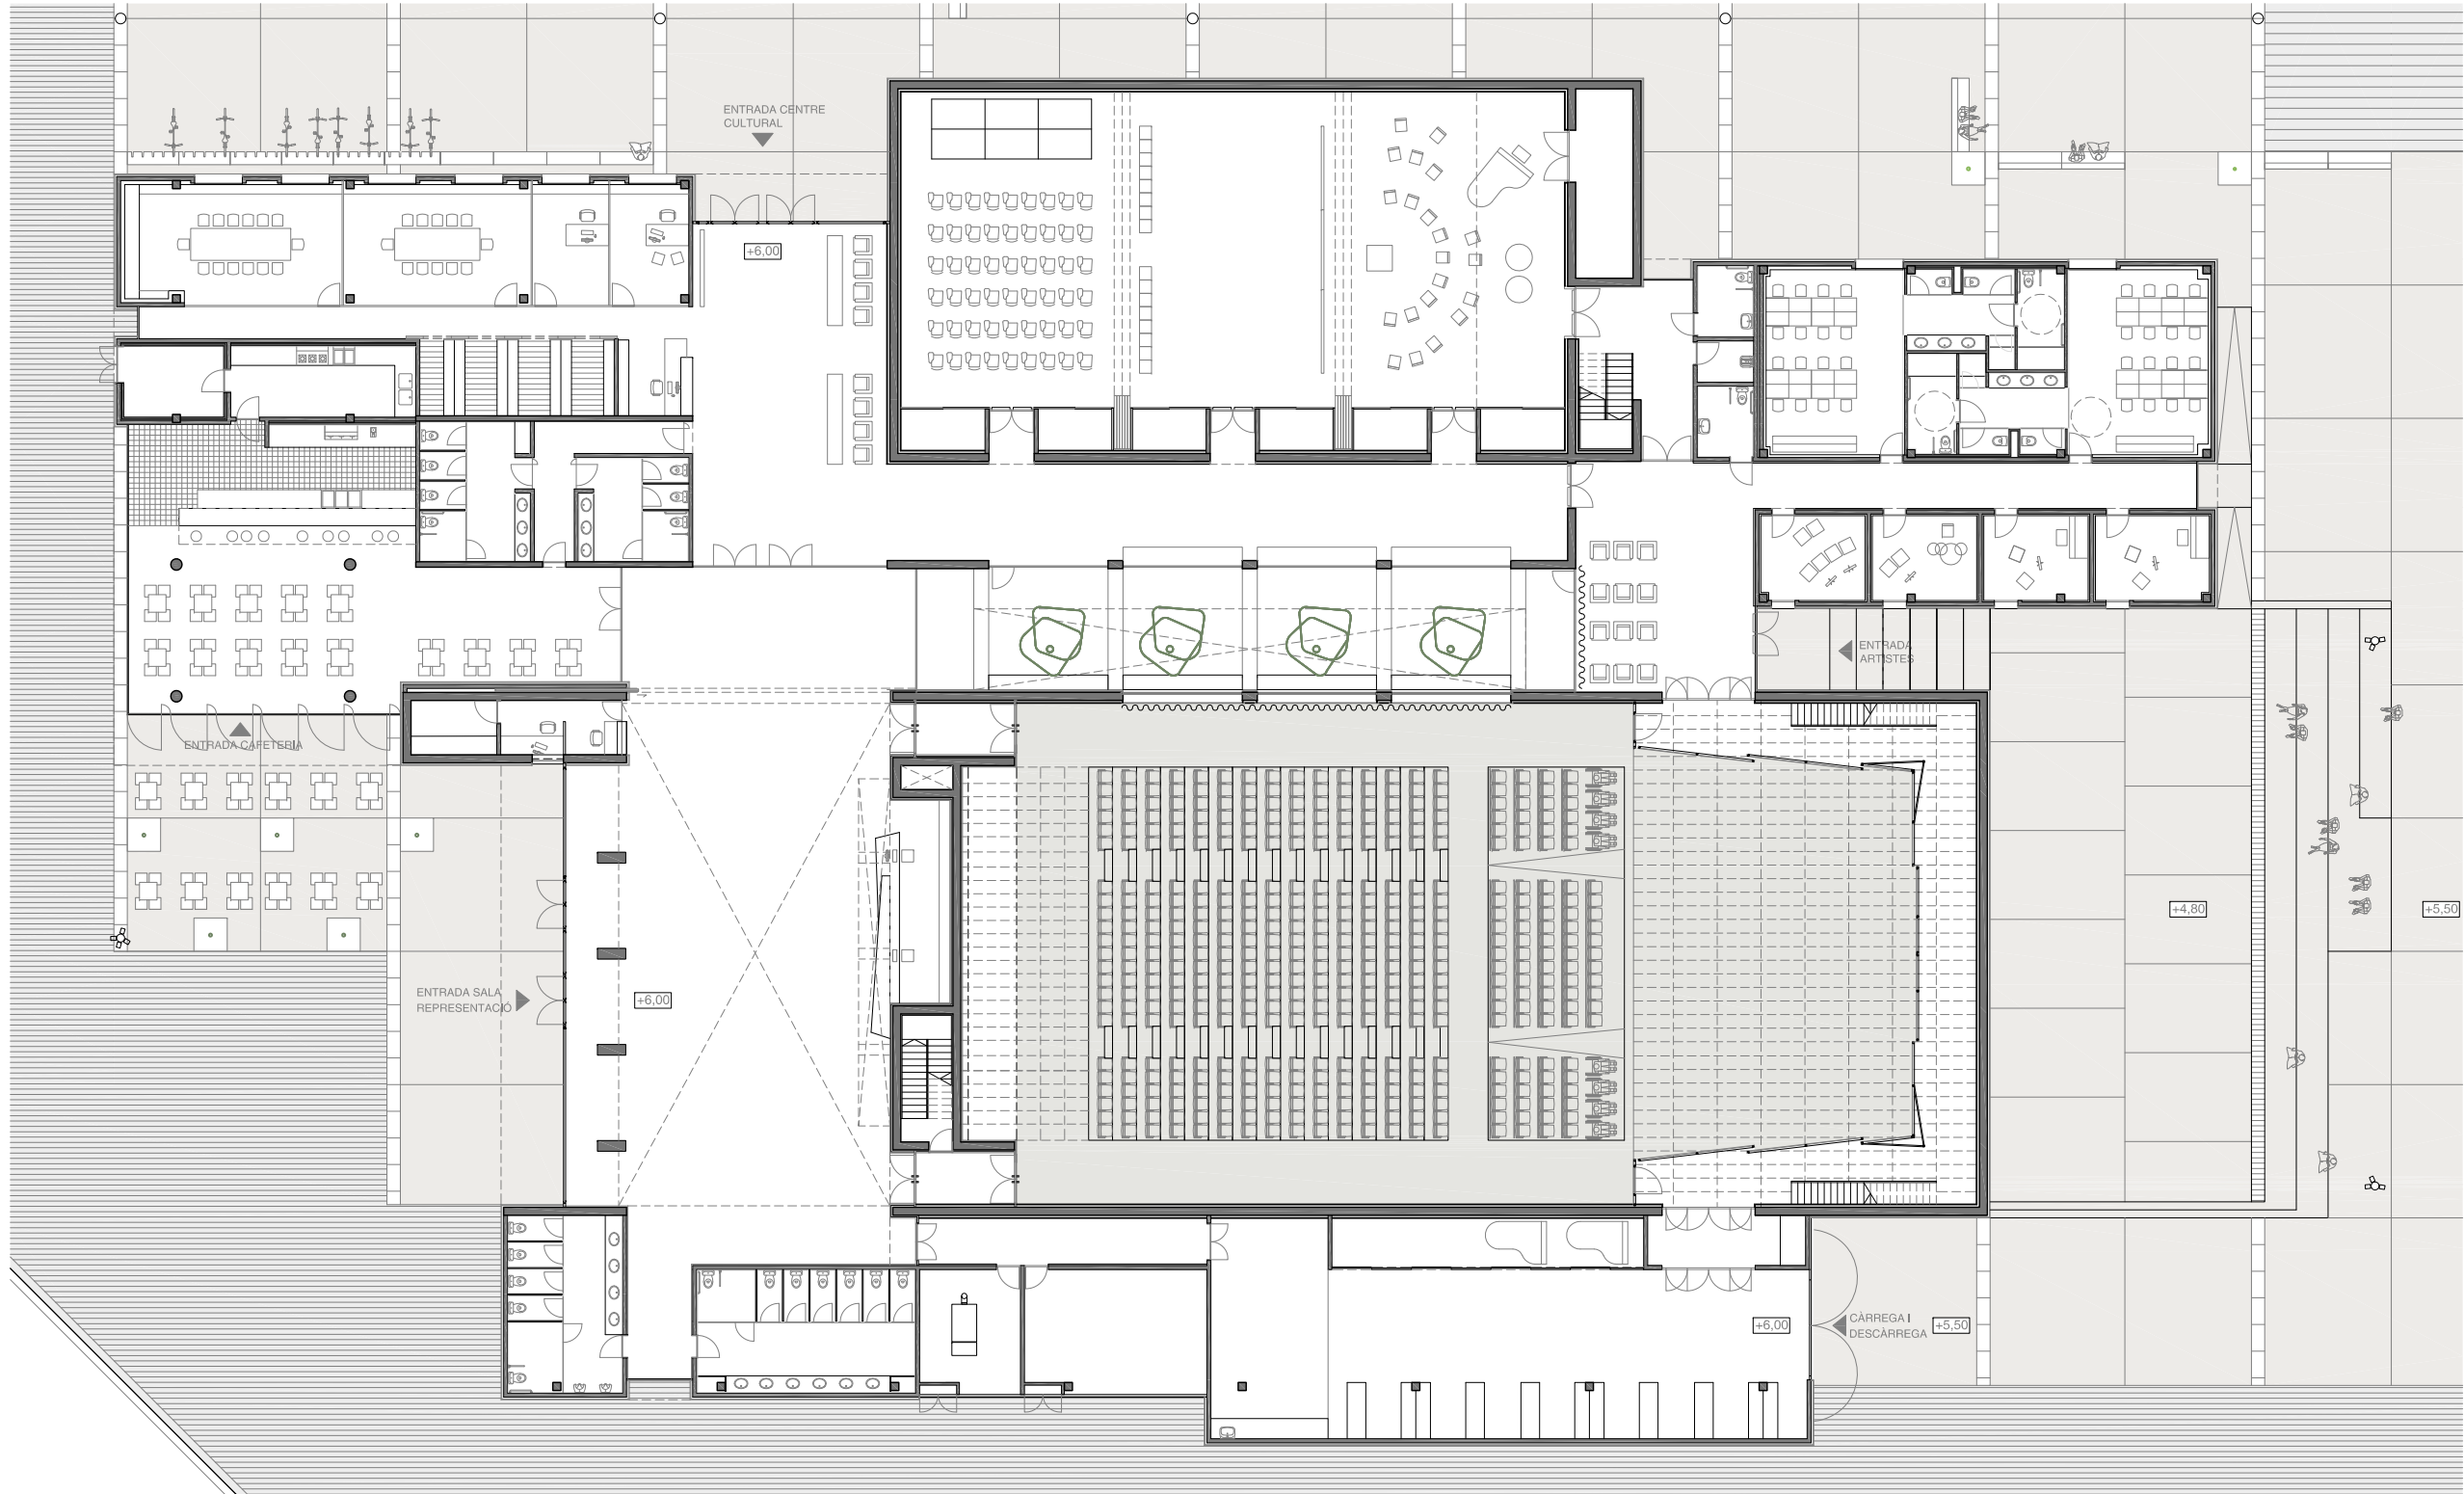 ENTRADA CENTRE
CULTURAL
+6,00
ENTRADA
ARTISTES
ENTRADA CAFETERIA
+4,80
+5,50
ENTRADA SALA
REPRESENTACIÓ
+6,00
+6,00
CÀRREGA I
DESCÀRREGA
+5,50